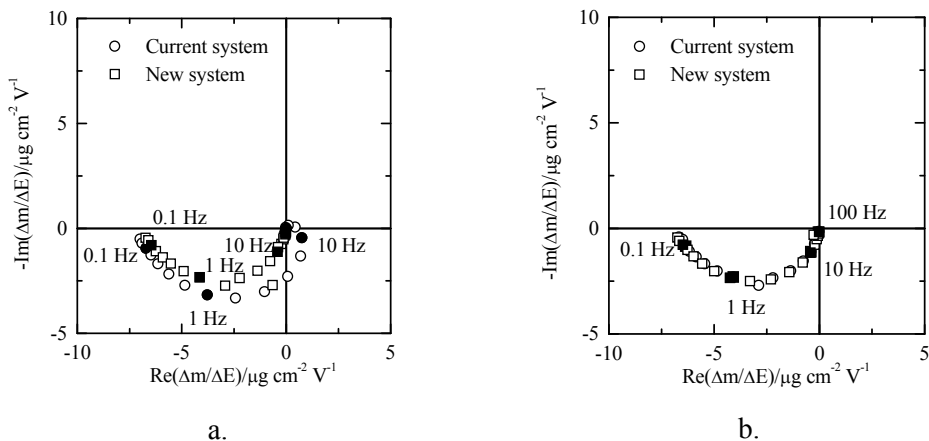 10
Current system
New system
5
0
-5
-Im(Δm/ΔE)/µg cm⁻² V⁻¹
0.1 Hz
0.1 Hz
10 Hz
10 Hz
1 Hz
1 Hz
-10
-5
0
5
Re(Δm/ΔE)/µg cm⁻² V⁻¹
a.
10
Current system
New system
5
0
-5
-Im(Δm/ΔE)/µg cm⁻² V⁻¹
100 Hz
0.1 Hz
10 Hz
1 Hz
-10
-5
0
5
Re(Δm/ΔE)/µg cm⁻² V⁻¹
b.